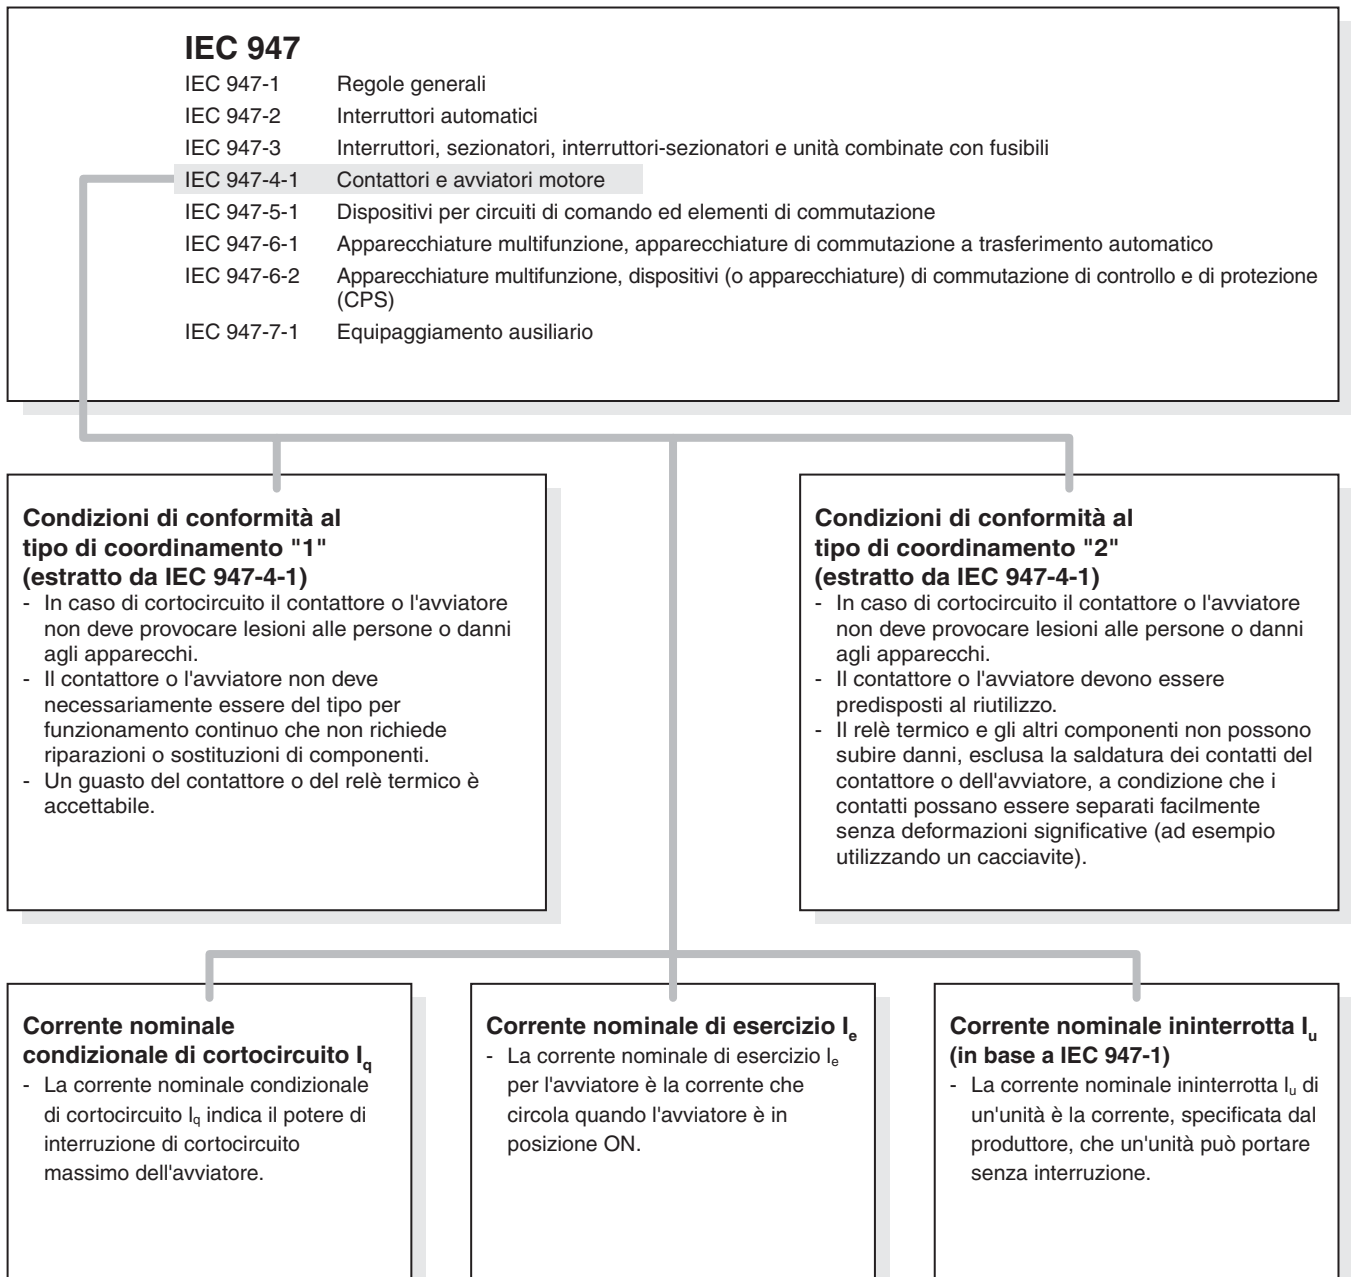 IEC 947
IEC 947-1 Regole generali
IEC 947-2 Interruttori automatici
IEC 947-3 Interruttori, sezionatori, interruttori-sezionatori e unità combinate con fusibili
IEC 947-4-1 Contattori e avviatori motore
IEC 947-5-1 Dispositivi per circuiti di comando ed elementi di commutazione
IEC 947-6-1 Apparecchiature multifunzione, apparecchiature di commutazione a trasferimento automatico
IEC 947-6-2 Apparecchiature multifunzione, dispositivi (o apparecchiature) di commutazione di controllo e di protezione
(CPS)
IEC 947-7-1 Equipaggiamento ausiliario
Condizioni di conformità al
tipo di coordinamento "1"
(estratto da IEC 947-4-1)
- In caso di cortocircuito il contattore o l'avviatore
non deve provocare lesioni alle persone o danni
agli apparecchi.
- Il contattore o l'avviatore non deve
necessariamente essere del tipo per
funzionamento continuo che non richiede
riparazioni o sostituzioni di componenti.
- Un guasto del contattore o del relè termico è
accettabile.
Condizioni di conformità al
tipo di coordinamento "2"
(estratto da IEC 947-4-1)
- In caso di cortocircuito il contattore o l'avviatore
non deve provocare lesioni alle persone o danni
agli apparecchi.
- Il contattore o l'avviatore devono essere
predisposti al riutilizzo.
- Il relè termico e gli altri componenti non possono
subire danni, esclusa la saldatura dei contatti del
contattore o dell'avviatore, a condizione che i
contatti possano essere separati facilmente
senza deformazioni significative (ad esempio
utilizzando un cacciavite).
Corrente nominale
condizionale di cortocircuito Iq
- La corrente nominale condizionale
di cortocircuito Iq indica il potere di
interruzione di cortocircuito
massimo dell'avviatore.
Corrente nominale di esercizio Ie
- La corrente nominale di esercizio Ie
per l'avviatore è la corrente che
circola quando l'avviatore è in
posizione ON.
Corrente nominale ininterrotta Iu
(in base a IEC 947-1)
- La corrente nominale ininterrotta Iu di
un'unità è la corrente, specificata dal
produttore, che un'unità può portare
senza interruzione.